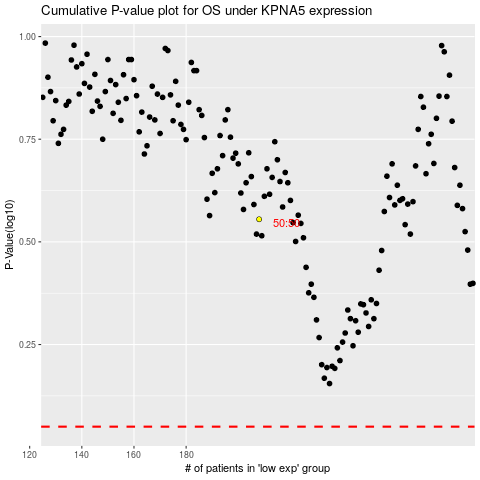 Cumulative P-value plot for OS under KPNA5 expression
P-Value(log10)
1.00
0.75
0.50
0.25
50:50
120 140 160 180
# of patients in 'low exp' group